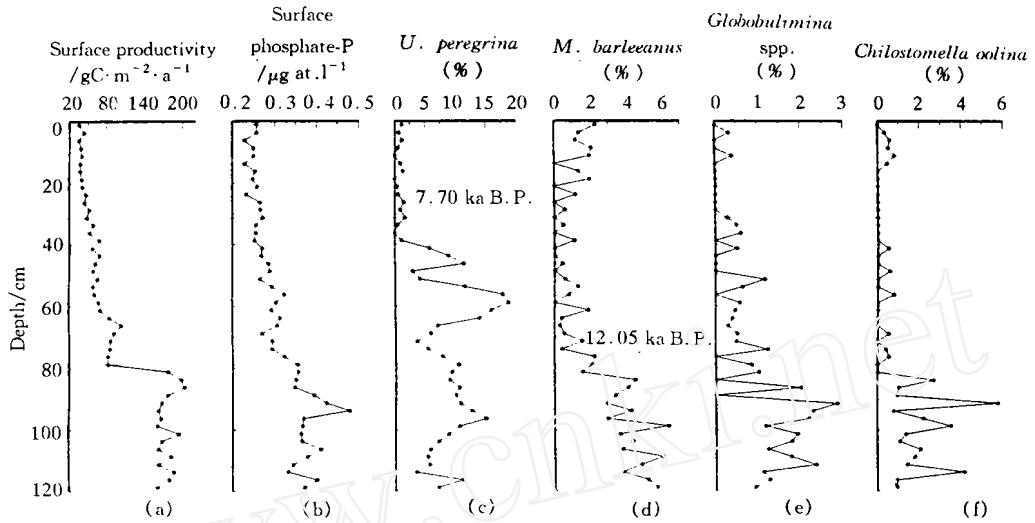 Surface productivity
/gC·m⁻²·a⁻¹
20 80 140 200
Surface
phosphate-P
/μg at.l⁻¹
0.2 0.3 0.4 0.5
U. peregrina
(%)
0 5 10 15 20
M. barleeanus
(%)
0 2 4 6
Globobulimina
spp.
(%)
0 1 2 3
Chilostomella oolina
(%)
0 2 4 6
Depth/cm
0
20
40
60
80
100
120
7.70 ka B.P.
12.05 ka B.P.
(a) (b) (c) (d) (e) (f)
www.cnki.net